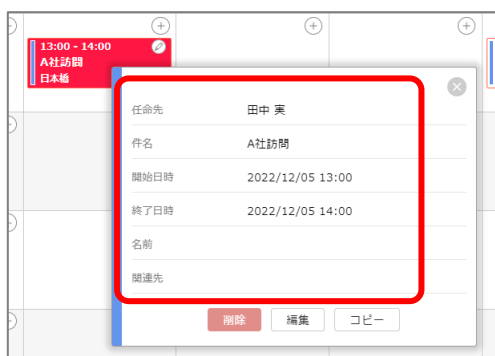 13:00 - 14:00
A社訪問
日本橋
任命先 田中 実
件名 A社訪問
開始日時 2022/12/05 13:00
終了日時 2022/12/05 14:00
名前
関連先
削除 編集 コピー